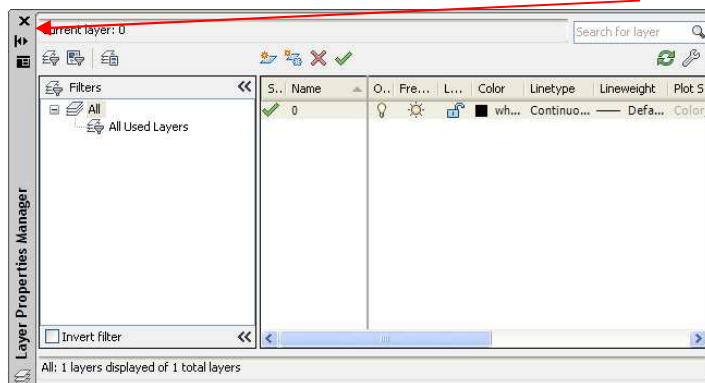 Current layer: 0
Search for layer
Filters
S.. Name O.. Fre... L... Color Linetype Lineweight Plot S
All
0 wh... Continuo... Defa... Color
All Used Layers
Invert filter
All: 1 layers displayed of 1 total layers
Layer Properties Manager